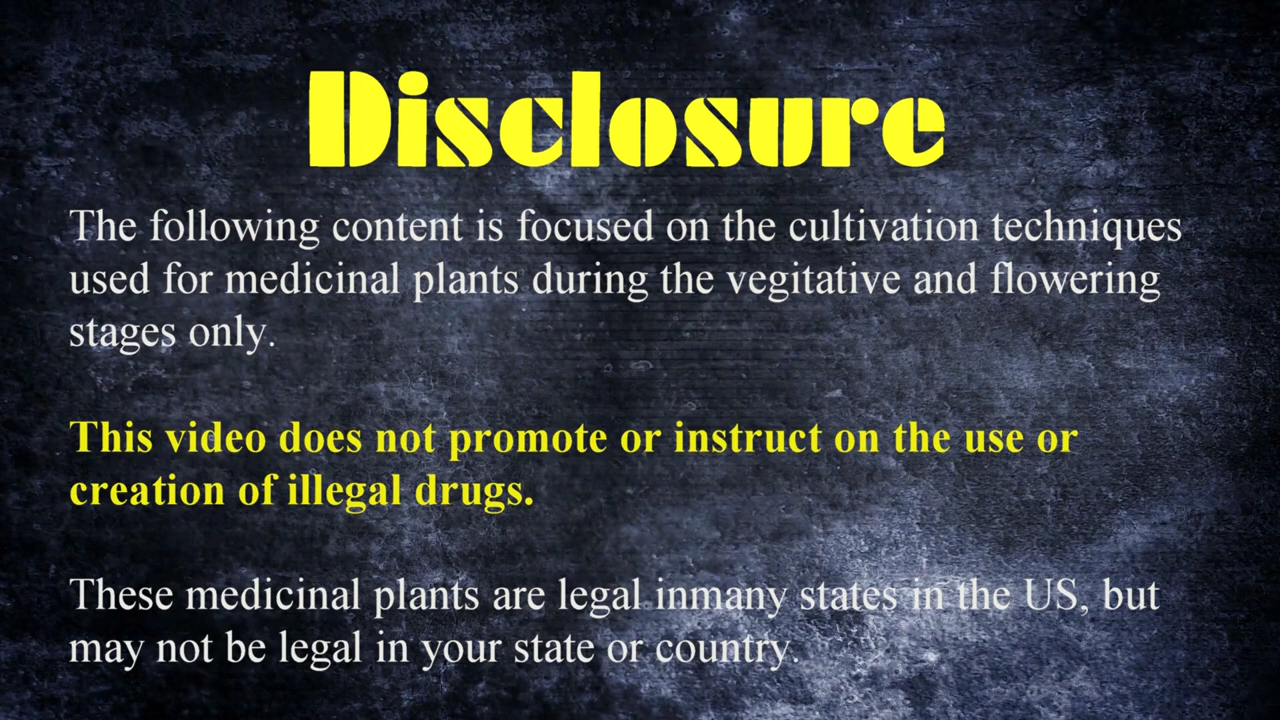 Disclosure
The following content is focused on the cultivation techniques
used for medicinal plants during the vegitative and flowering
stages only.
This video does not promote or instruct on the use or
creation of illegal drugs.
These medicinal plants are legal inmany states in the US, but
may not be legal in your state or country.